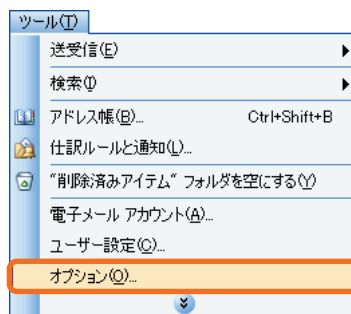 ツール(T)
送受信(E)
検索(I)
アドレス帳(B)... Ctrl+Shift+B
仕訳ルールと通知(L)...
“削除済みアイテム“ フォルダを空にする(Y)
電子メール アカウント(A)...
ユーザー設定(C)...
オプション(O)...